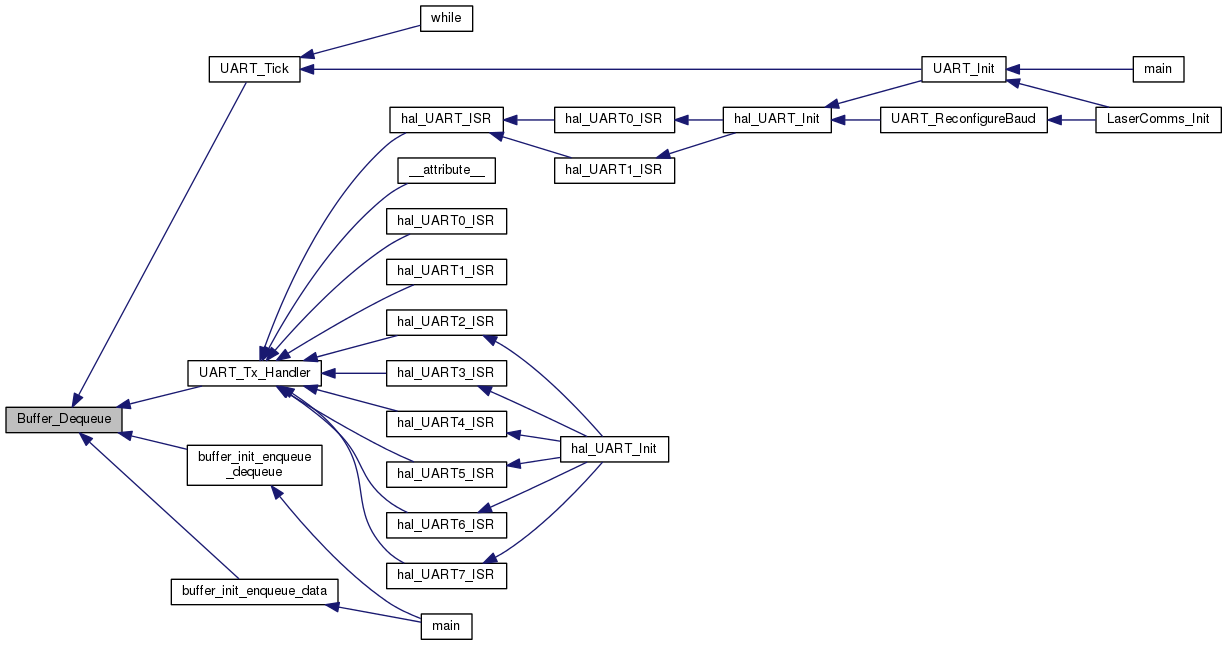 while
UART_Tick
UART_Init
main
hal_UART_ISR
hal_UART0_ISR
hal_UART_Init
UART_ReconfigureBaud
LaserComms_Init
__attribute__
hal_UART1_ISR
hal_UART0_ISR
hal_UART1_ISR
hal_UART2_ISR
UART_Tx_Handler
hal_UART3_ISR
Buffer_Dequeue
hal_UART4_ISR
hal_UART_Init
buffer_init_enqueue
_dequeue
hal_UART5_ISR
hal_UART6_ISR
hal_UART7_ISR
buffer_init_enqueue_data
main